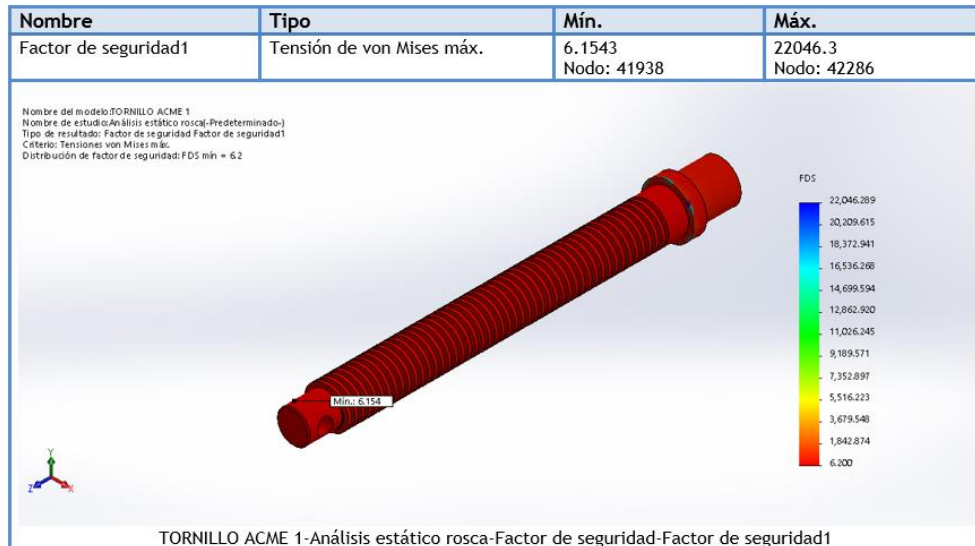 Nombre Tipo Mín. Máx.
Factor de seguridad1 Tensión de von Mises máx. 6.1543 22046.3
Nodo: 41938 Nodo: 42286
Nombre del modelo:TORNILLO ACME 1
Nombre de estudio:Análisis estático rosca(-Predeterminado-)
Tipo de resultado: Factor de seguridad Factor de seguridad1
Criterio: Tensiones von Mises máx.
Distribución de factor de seguridad: FDS mín = 6.2
FDS
22,046.289
20,209.615
18,372.941
16,536.268
14,699.594
12,862.920
11,026.245
9,189.571
7,352.897
5,516.223
3,679.548
1,842.874
6.200
Mín.: 6.154
Y
Z X
TORNILLO ACME 1-Análisis estático rosca-Factor de seguridad-Factor de seguridad1